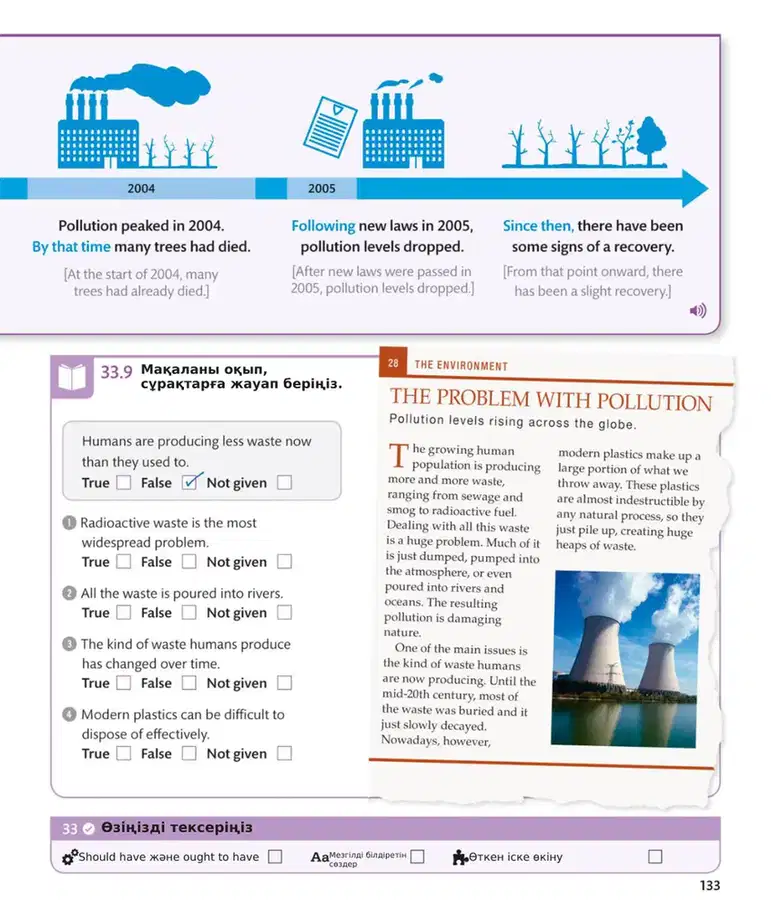 2004
2005
Pollution peaked in 2004.
By that time many trees had died.
[At the start of 2004, many
trees had already died.]
Following new laws in 2005,
pollution levels dropped.
[After new laws were passed in
2005, pollution levels dropped.]
Since then, there have been
some signs of a recovery.
[From that point onward, there
has been a slight recovery.]
33.9 Мақаланы оқып,
сұрақтарға жауап беріңіз.
Humans are producing less waste now
than they used to.
True False Not given
1 Radioactive waste is the most
widespread problem.
True False Not given
2 All the waste is poured into rivers.
True False Not given
3 The kind of waste humans produce
has changed over time.
True False Not given
4 Modern plastics can be difficult to
dispose of effectively.
True False Not given
28 THE ENVIRONMENT
THE PROBLEM WITH POLLUTION
Pollution levels rising across the globe.
The growing human
population is producing
more and more waste,
ranging from sewage and
smog to radioactive fuel.
Dealing with all this waste
is a huge problem. Much of it
is just dumped, pumped into
the atmosphere, or even
poured into rivers and
oceans. The resulting
pollution is damaging
nature.
One of the main issues is
the kind of waste humans
are now producing. Until the
mid-20th century, most of
the waste was buried and it
just slowly decayed.
Nowadays, however,
modern plastics make up a
large portion of what we
throw away. These plastics
are almost indestructible by
any natural process, so they
just pile up, creating huge
heaps of waste.
33 Өзіңізді тексеріңіз
Should have және ought to have
Aa Мезгілді білдіретін
сөздер
Өткен іске өкіну
133